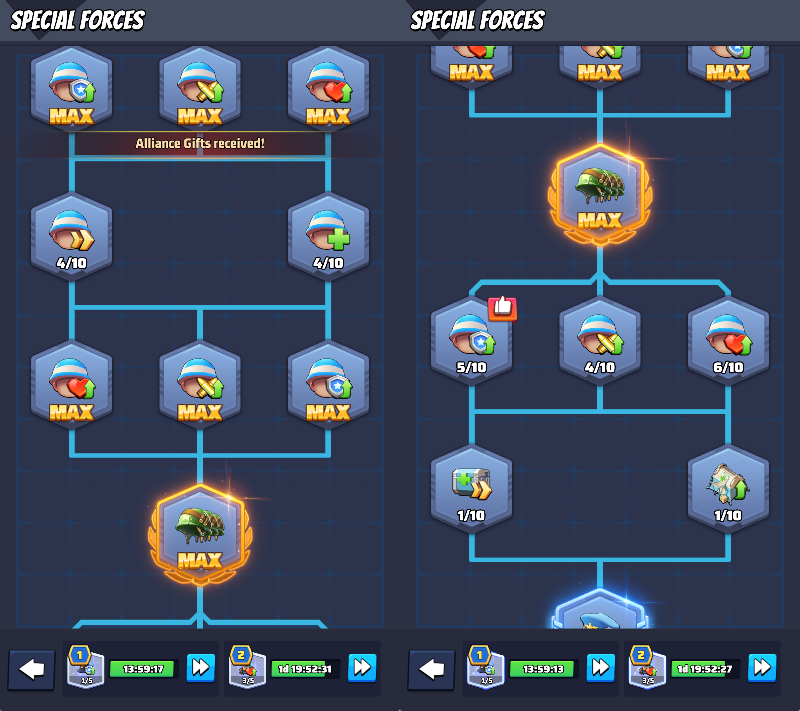 SPECIAL FORCES
MAX
MAX
MAX
Alliance Gifts received!
4/10
4/10
MAX
MAX
MAX
MAX
1
1/5
13:59:17
2
3/5
1d 19:52:31
SPECIAL FORCES
MAX
MAX
MAX
MAX
5/10
4/10
6/10
1/10
1/10
1
1/5
13:59:13
2
3/5
1d 19:52:27